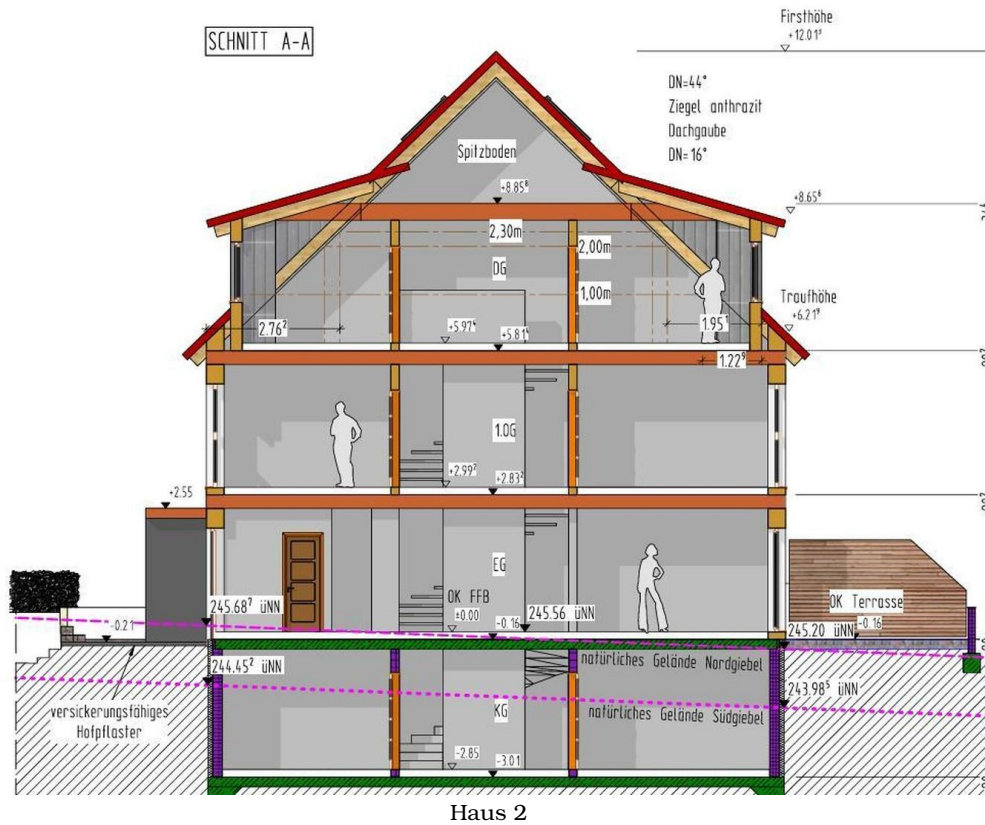 SCHNITT A-A
Firsthöhe
+12.01⁵
DN=44°
Ziegel anthrazit
Dachgaube
DN= 16°
Spitzboden
+8.85⁸
+8.65⁶
2,30m
2,00m
DG
1,00m
Traufhöhe
+6.21⁹
2.76²
1.95⁷
+5.97⁴
+5.81⁴
1.22⁹
1.OG
+2.99²
+2.83²
+2.55
EG
OK FFB
±0.00
-0.16
245.56 üNN
245.68⁷ üNN
-0.21
OK Terrasse
-0.16
245.20 üNN
natürliches Gelände Nordgiebel
244.45² üNN
243.98⁵ üNN
natürliches Gelände Südgiebel
versickerungsfähiges
Hofpflaster
KG
-2.85
-3.01
Haus 2